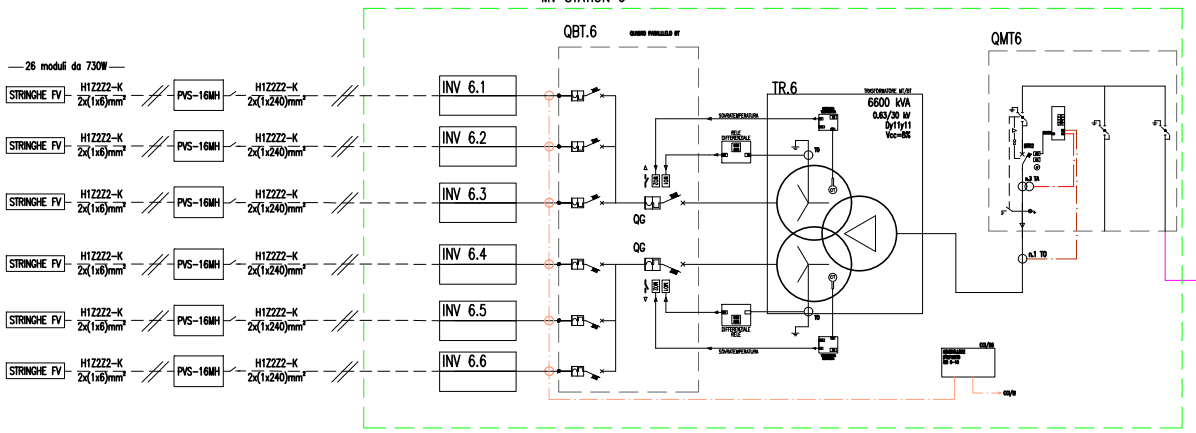 QBT.6
QUADRO PARALLELO BT
QMT6
26 moduli da 730W
STRINGHE FV
H1Z2Z2-K
2x(1x6)mm²
PVS-16MH
H1Z2Z2-K
2x(1x240)mm²
INV 6.1
TR.6
TRASFORMATORE MT/BT
6600 kVA
0.63/30 kV
Dy11y11
Vcc=8%
SOVRATEMPERATURA
STRINGHE FV
H1Z2Z2-K
2x(1x6)mm²
PVS-16MH
H1Z2Z2-K
2x(1x240)mm²
INV 6.2
RELE
DIFFERENZIALE
TO
STRINGHE FV
H1Z2Z2-K
2x(1x6)mm²
PVS-16MH
H1Z2Z2-K
2x(1x240)mm²
INV 6.3
QG
n.3 TA
STRINGHE FV
H1Z2Z2-K
2x(1x6)mm²
PVS-16MH
H1Z2Z2-K
2x(1x240)mm²
INV 6.4
QG
n.1 TO
STRINGHE FV
H1Z2Z2-K
2x(1x6)mm²
PVS-16MH
H1Z2Z2-K
2x(1x240)mm²
INV 6.5
DIFFERENZIALE
RELE
TO
SOVRATEMPERATURA
STRINGHE FV
H1Z2Z2-K
2x(1x6)mm²
PVS-16MH
H1Z2Z2-K
2x(1x240)mm²
INV 6.6